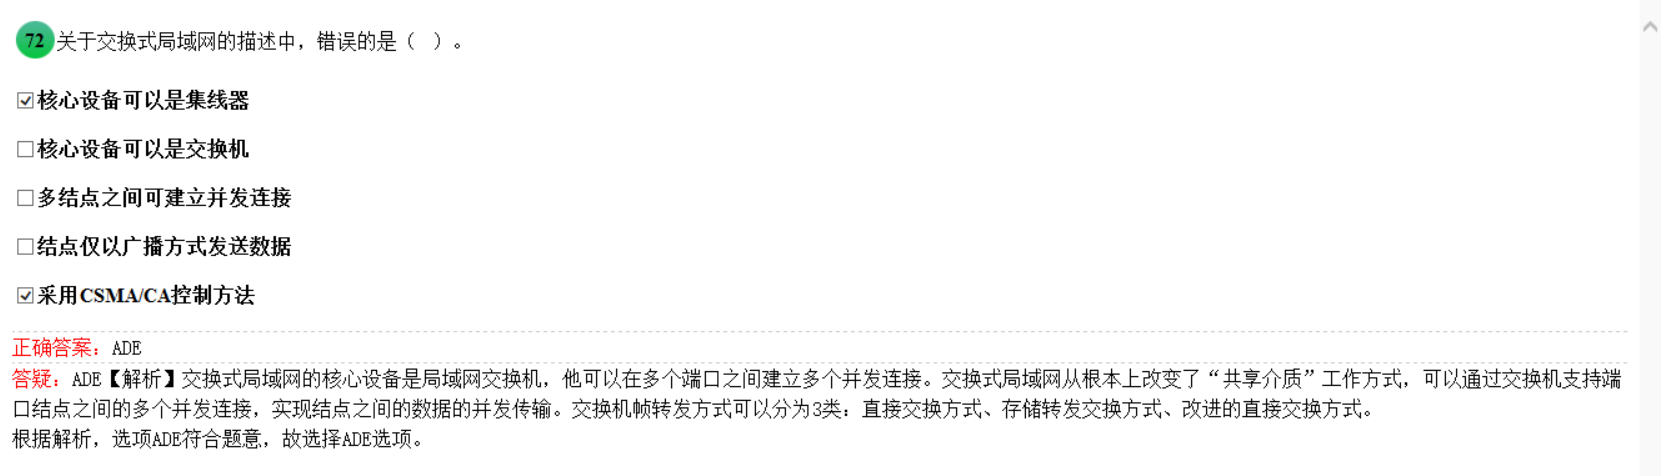 72 关于交换式局域网的描述中，错误的是（ ）。
核心设备可以是集线器
核心设备可以是交换机
多结点之间可建立并发连接
结点仅以广播方式发送数据
采用CSMA/CA控制方法
正确答案：ADE
答疑：ADE【解析】交换式局域网的核心设备是局域网交换机，他可以在多个端口之间建立多个并发连接。交换式局域网从根本上改变了“共享介质”工作方式，可以通过交换机支持端
口结点之间的多个并发连接，实现结点之间的数据的并发传输。交换机帧转发方式可以分为3类：直接交换方式、存储转发交换方式、改进的直接交换方式。
根据解析，选项ADE符合题意，故选择ADE选项。